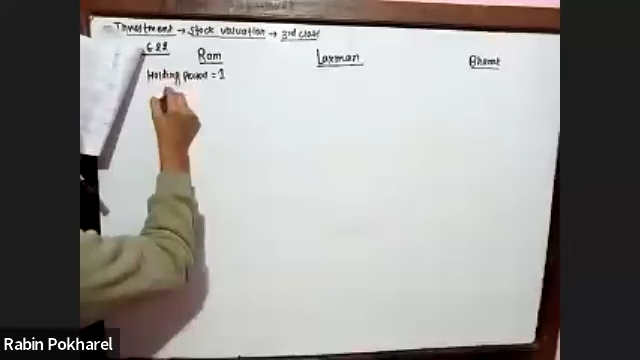 Investment → Stock valuation → 3rd class
Ram Laxman Bharat
Holding period = 1
Rabin Pokharel